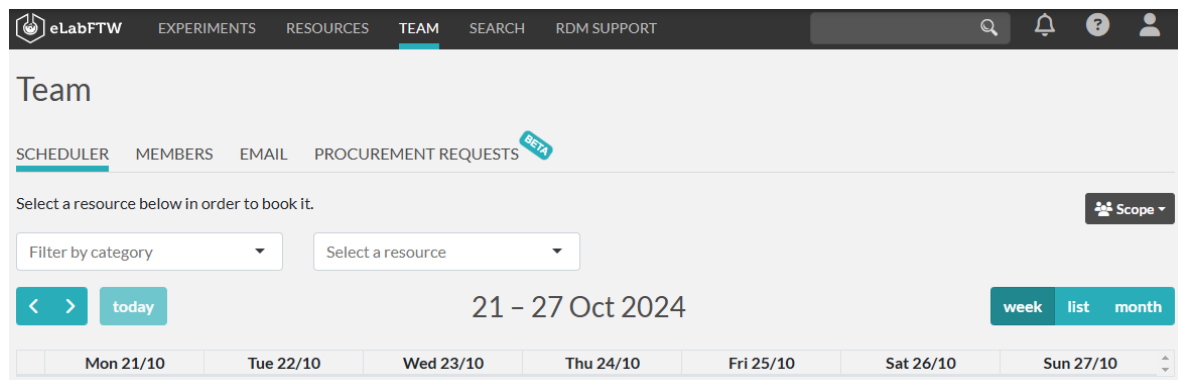 eLabFTW EXPERIMENTS RESOURCES TEAM SEARCH RDM SUPPORT
Team
SCHEDULER MEMBERS EMAIL PROCUREMENT REQUESTS BETA
Select a resource below in order to book it.
Scope
Filter by category Select a resource
< > today 21 – 27 Oct 2024 week list month
Mon 21/10 Tue 22/10 Wed 23/10 Thu 24/10 Fri 25/10 Sat 26/10 Sun 27/10